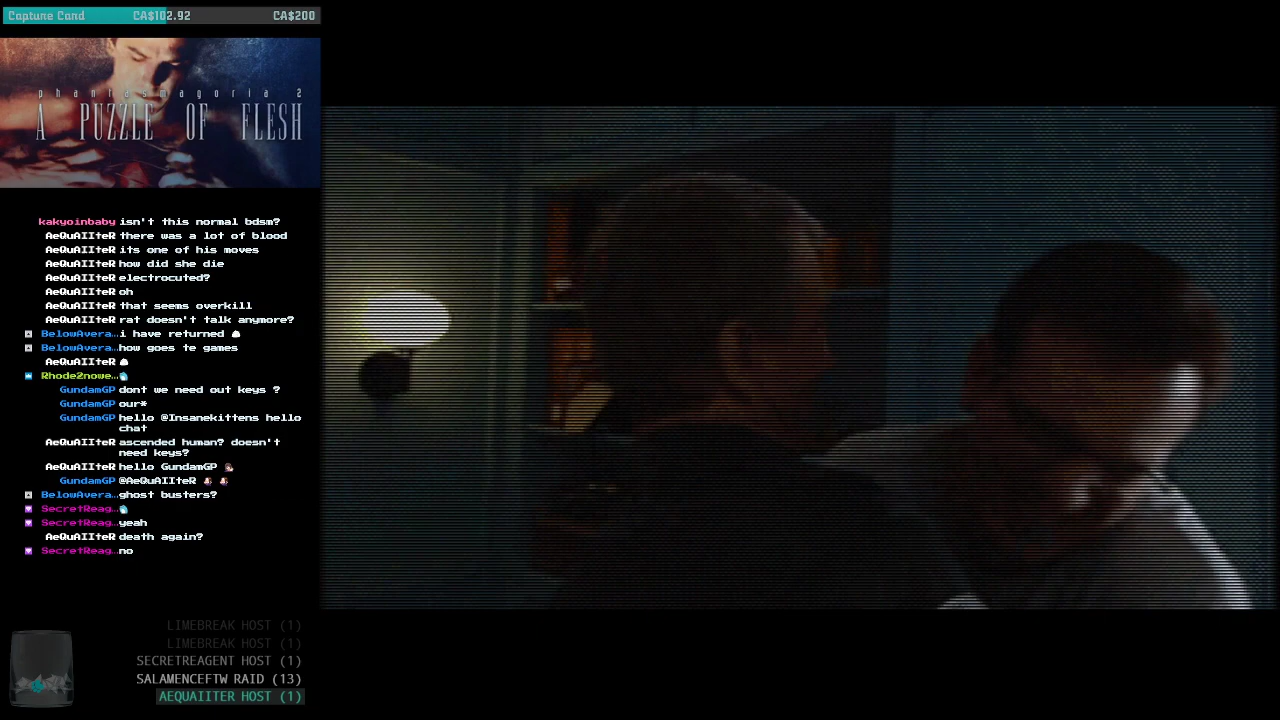 Captune Cand CA$102.92 CA$200
phantasmagoria 2
A PUZZLE OF FLESH
kakyoinbaby isn't this normal bdsm?
AeQuAIIteR there was a lot of blood
AeQuAIIteR its one of his moves
AeQuAIIteR how did she die
AeQuAIIteR electrocuted?
AeQuAIIteR oh
AeQuAIIteR that seems overkill
AeQuAIIteR rat doesn't talk anymore?
BelowAvera… i have returned
BelowAvera… how goes te games
AeQuAIIteR
Rhode2nowe…
GundamGP dont we need out keys ?
GundamGP our*
GundamGP hello @Insanekittens hello
chat
AeQuAIIteR ascended human? doesn't
need keys?
AeQuAIIteR hello GundamGP
GundamGP @AeQuAIIteR
BelowAvera… ghost busters?
SecretReag…
SecretReag… yeah
AeQuAIIteR death again?
SecretReag… no
LIMEBREAK HOST (1)
LIMEBREAK HOST (1)
SECRETREAGENT HOST (1)
SALAMENCEFTW RAID (13)
AEQUAIITER HOST (1)